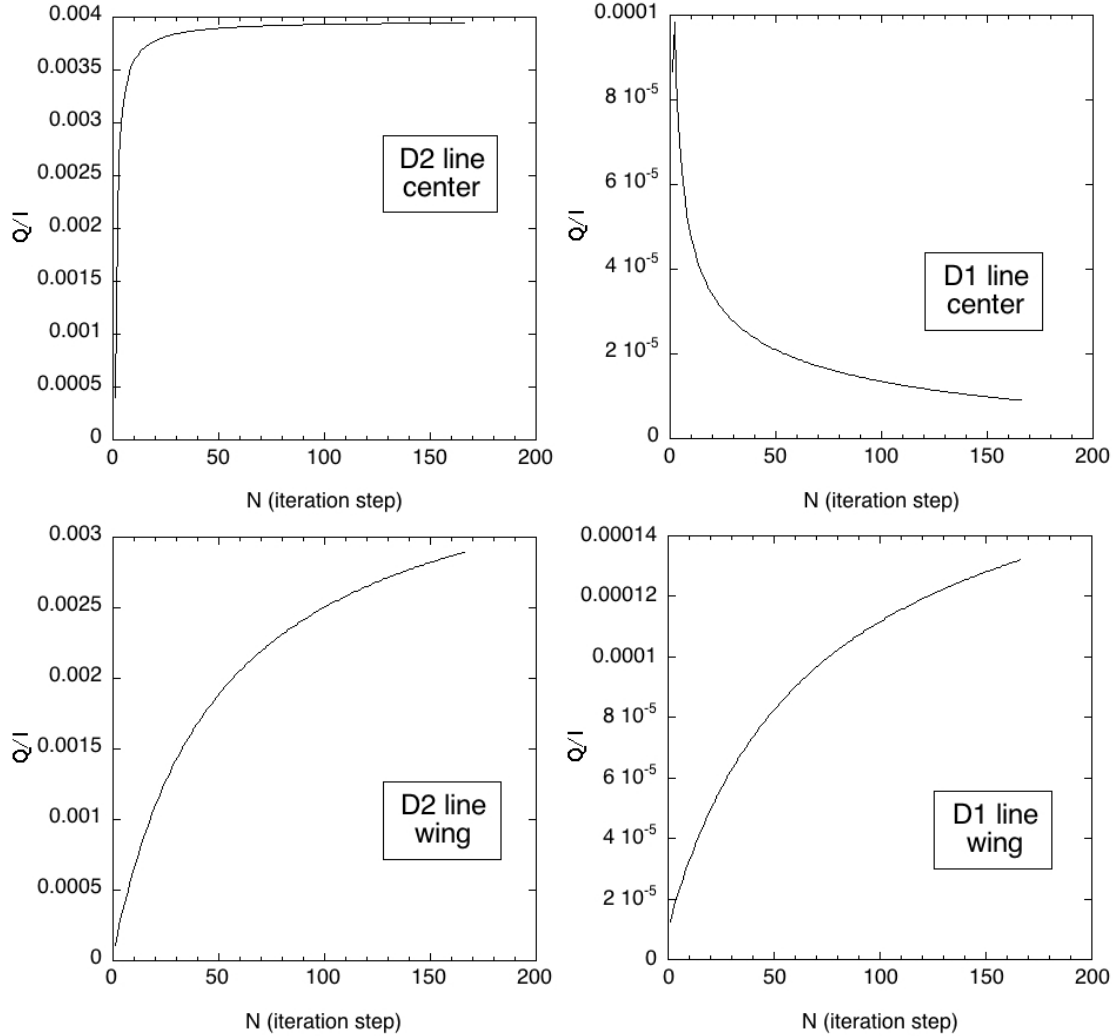 0.004
0.0035
0.003
0.0025
0.002
0.0015
0.001
0.0005
0
Q/I
D2 line
center
0 50 100 150 200
N (iteration step)
0.0001
8 10-5
6 10-5
4 10-5
2 10-5
0
Q/I
D1 line
center
0 50 100 150 200
N (iteration step)
0.003
0.0025
0.002
0.0015
0.001
0.0005
0
Q/I
D2 line
wing
0 50 100 150 200
N (iteration step)
0.00014
0.00012
0.0001
8 10-5
6 10-5
4 10-5
2 10-5
0
Q/I
D1 line
wing
0 50 100 150 200
N (iteration step)